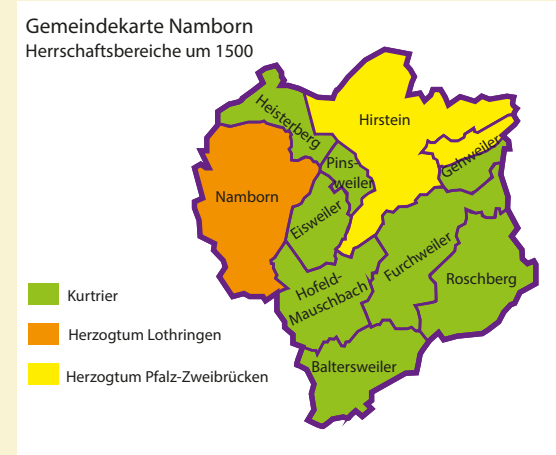 Gemeindekarte Namborn
Herrschaftsbereiche um 1500
Heisterberg
Hirstein
Pins-
weiler
Gehweiler
Namborn
Eisweiler
Furchweiler
Hofeld-
Mauschbach
Roschberg
Baltersweiler
Kurtrier
Herzogtum Lothringen
Herzogtum Pfalz-Zweibrücken